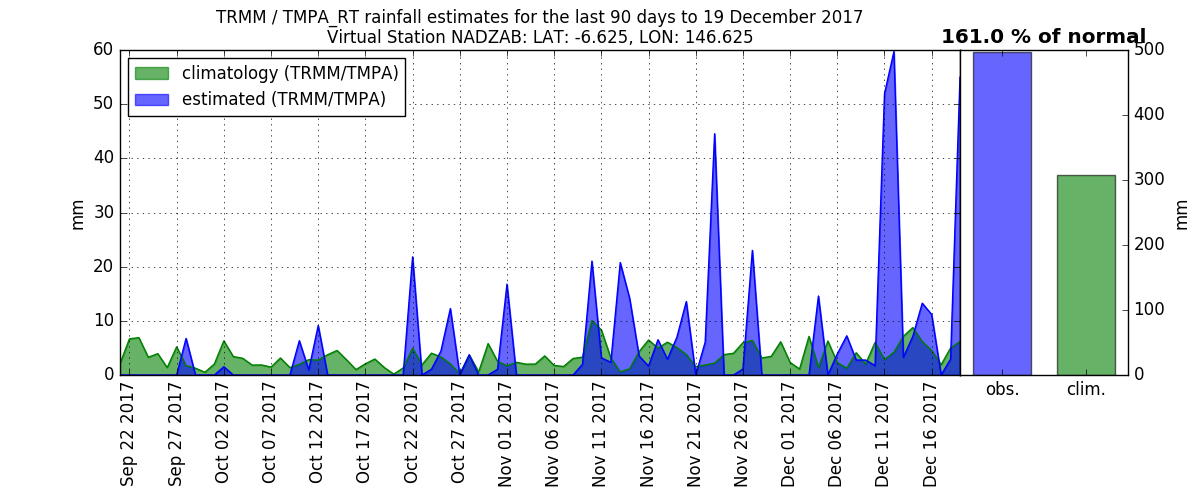 TRMM / TMPA_RT rainfall estimates for the last 90 days to 19 December 2017
Virtual Station NADZAB: LAT: -6.625, LON: 146.625
161.0 % of normal
climatology (TRMM/TMPA)
estimated (TRMM/TMPA)
60
50
40
30
20
10
0
mm
Sep 22 2017
Sep 27 2017
Oct 02 2017
Oct 07 2017
Oct 12 2017
Oct 17 2017
Oct 22 2017
Oct 27 2017
Nov 01 2017
Nov 06 2017
Nov 11 2017
Nov 16 2017
Nov 21 2017
Nov 26 2017
Dec 01 2017
Dec 06 2017
Dec 11 2017
Dec 16 2017
obs.
clim.
500
400
300
200
100
0
mm